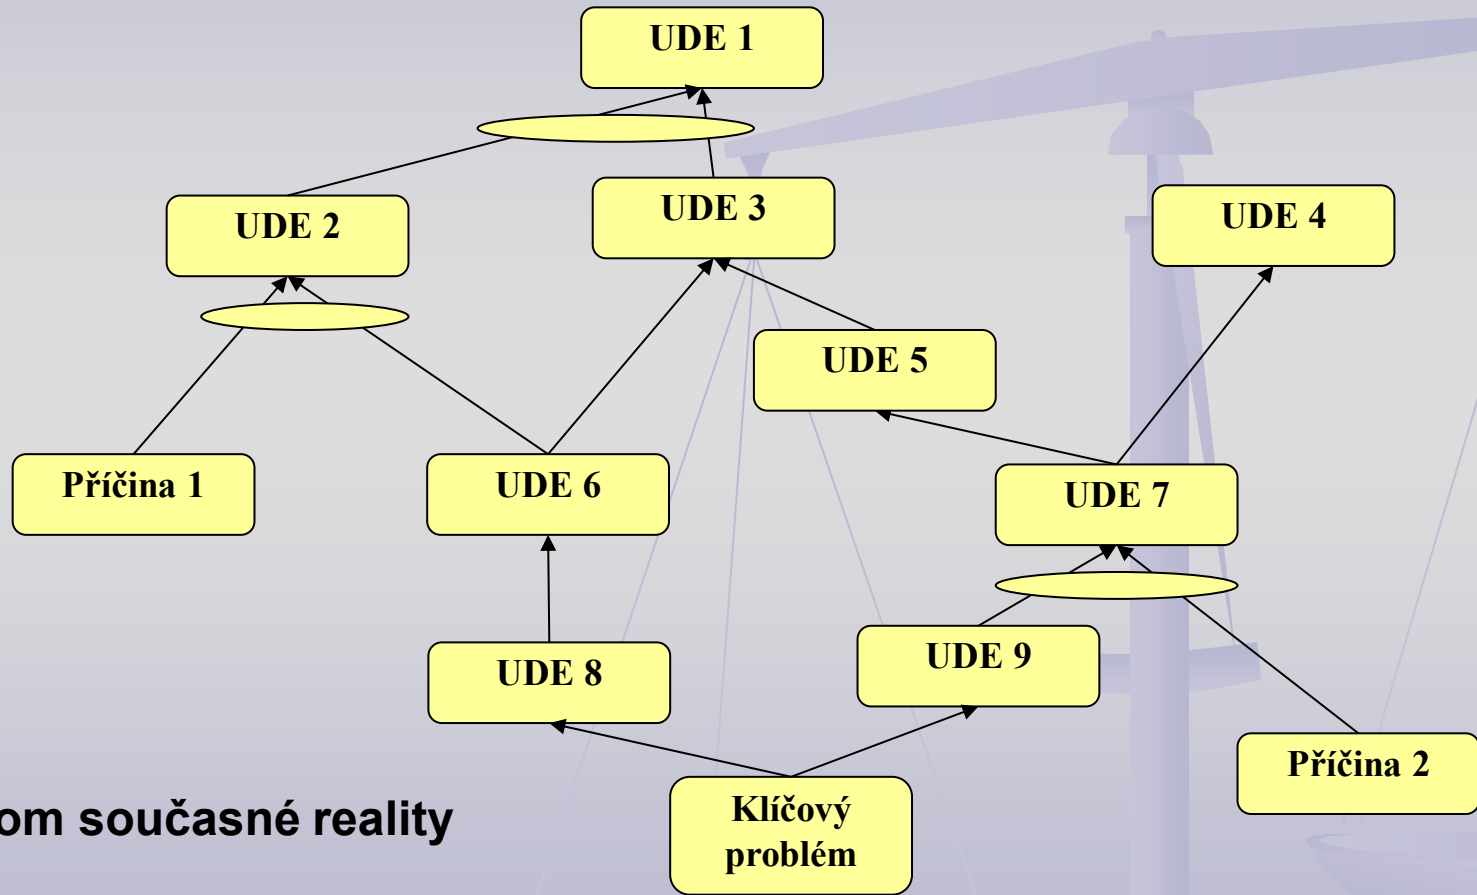 UDE 1
UDE 2
UDE 3
UDE 4
UDE 5
Příčina 1
UDE 6
UDE 7
UDE 8
UDE 9
Příčina 2
Klíčový
problém
om současné reality